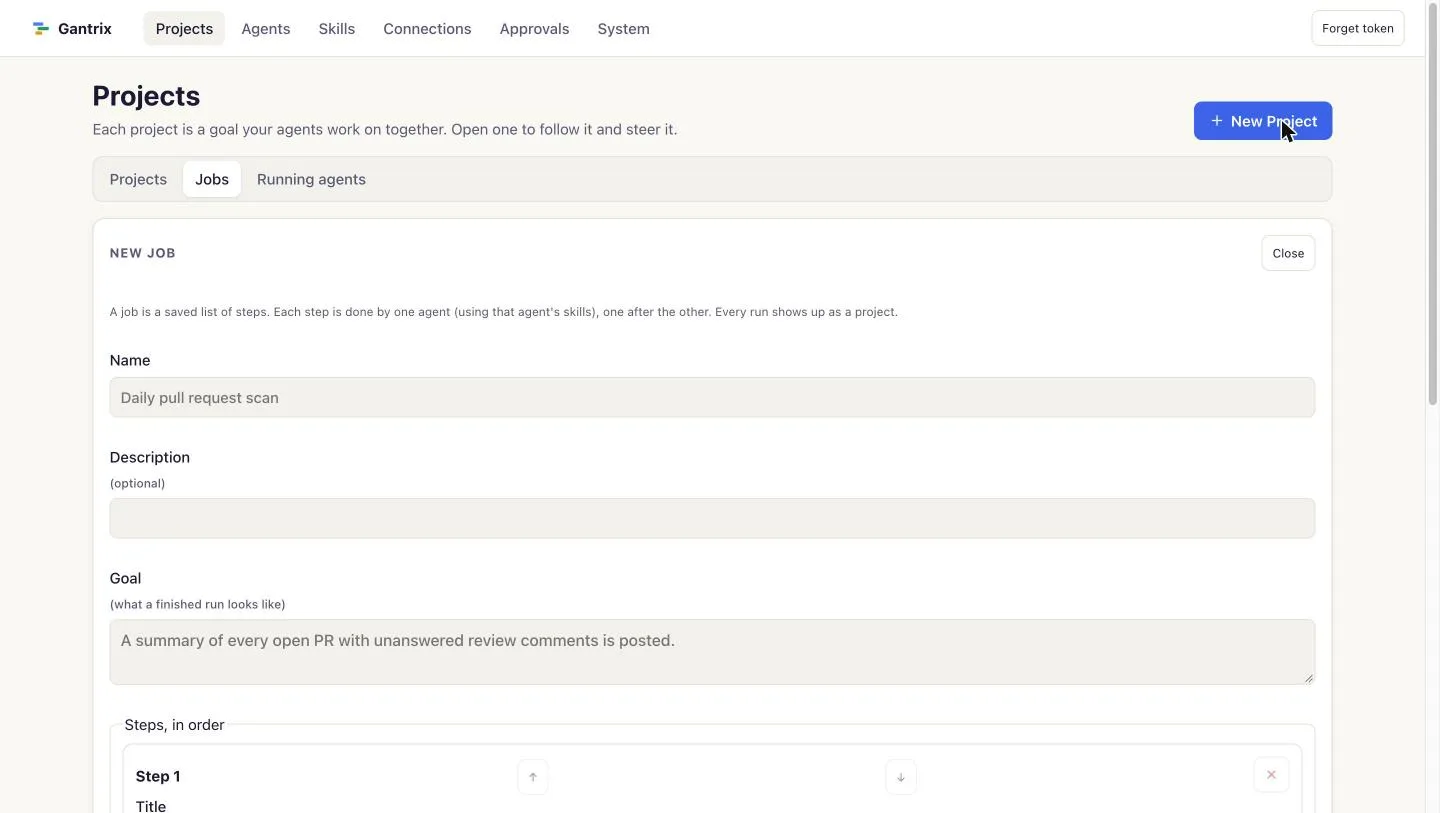 Gantrix
Projects
Agents
Skills
Connections
Approvals
System
Forget token
Projects
Each project is a goal your agents work on together. Open one to follow it and steer it.
+ New Project
Projects
Jobs
Running agents
NEW JOB
Close
A job is a saved list of steps. Each step is done by one agent (using that agent's skills), one after the other. Every run shows up as a project.
Name
Daily pull request scan
Description
(optional)
Goal
(what a finished run looks like)
A summary of every open PR with unanswered review comments is posted.
Steps, in order
Step 1
↑
↓
×
Title